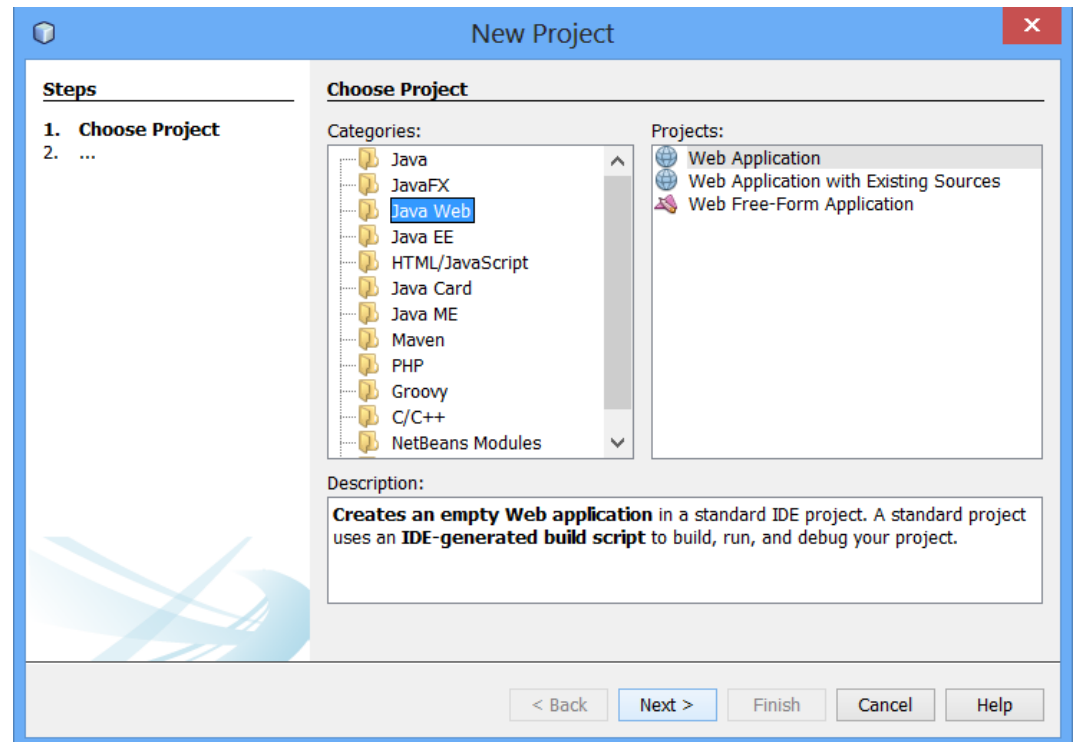 New Project
Steps
1. Choose Project
2. ...
Choose Project
Categories:
Java
JavaFX
Java Web
Java EE
HTML/JavaScript
Java Card
Java ME
Maven
PHP
Groovy
C/C++
NetBeans Modules
Projects:
Web Application
Web Application with Existing Sources
Web Free-Form Application
Description:
Creates an empty Web application in a standard IDE project. A standard project
uses an IDE-generated build script to build, run, and debug your project.
< Back Next > Finish Cancel Help